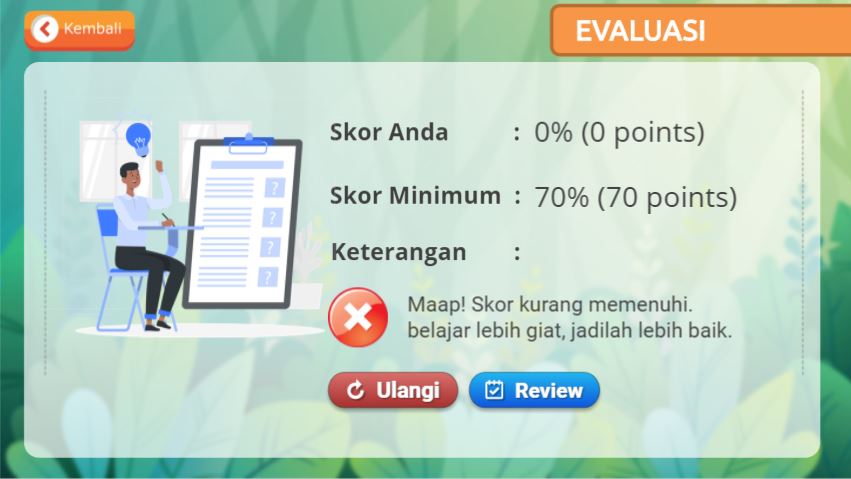 Kembali
EVALUASI
Skor Anda : 0% (0 points)
Skor Minimum : 70% (70 points)
Keterangan :
Maap! Skor kurang memenuhi.
belajar lebih giat, jadilah lebih baik.
Ulangi
Review
? 
?
?
?